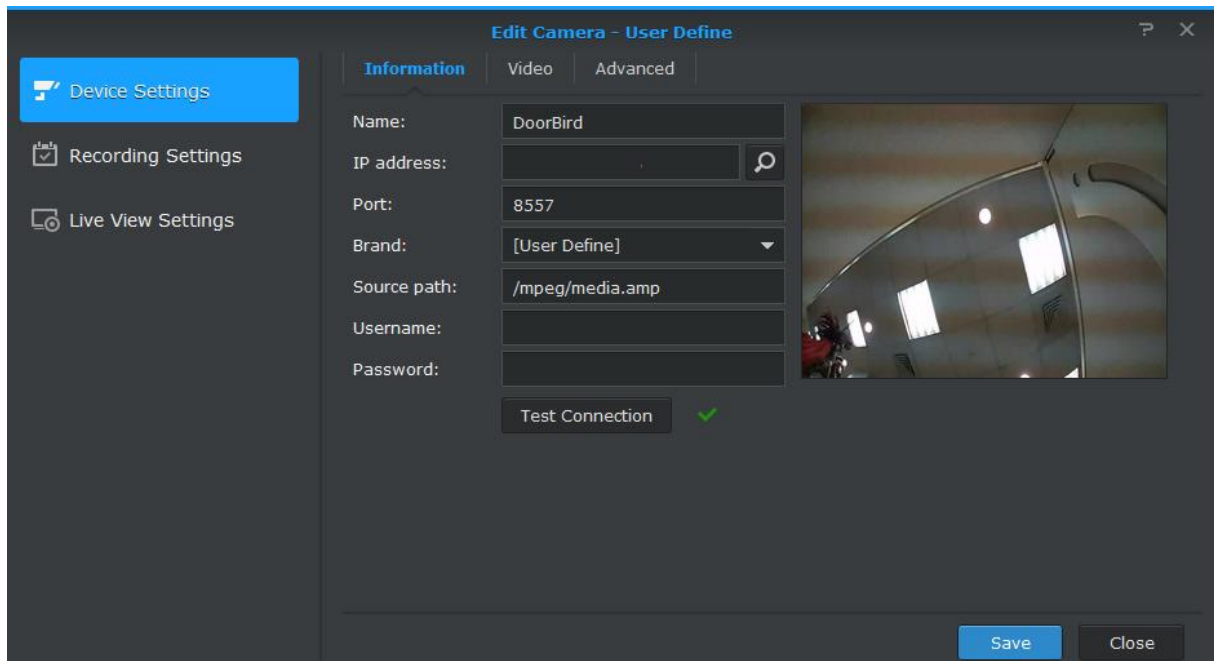 Edit Camera - User Define
Device Settings
Recording Settings
Live View Settings
Information Video Advanced
Name: DoorBird
IP address:
Port: 8557
Brand: [User Define]
Source path: /mpeg/media.amp
Username:
Password:
Test Connection
Save Close